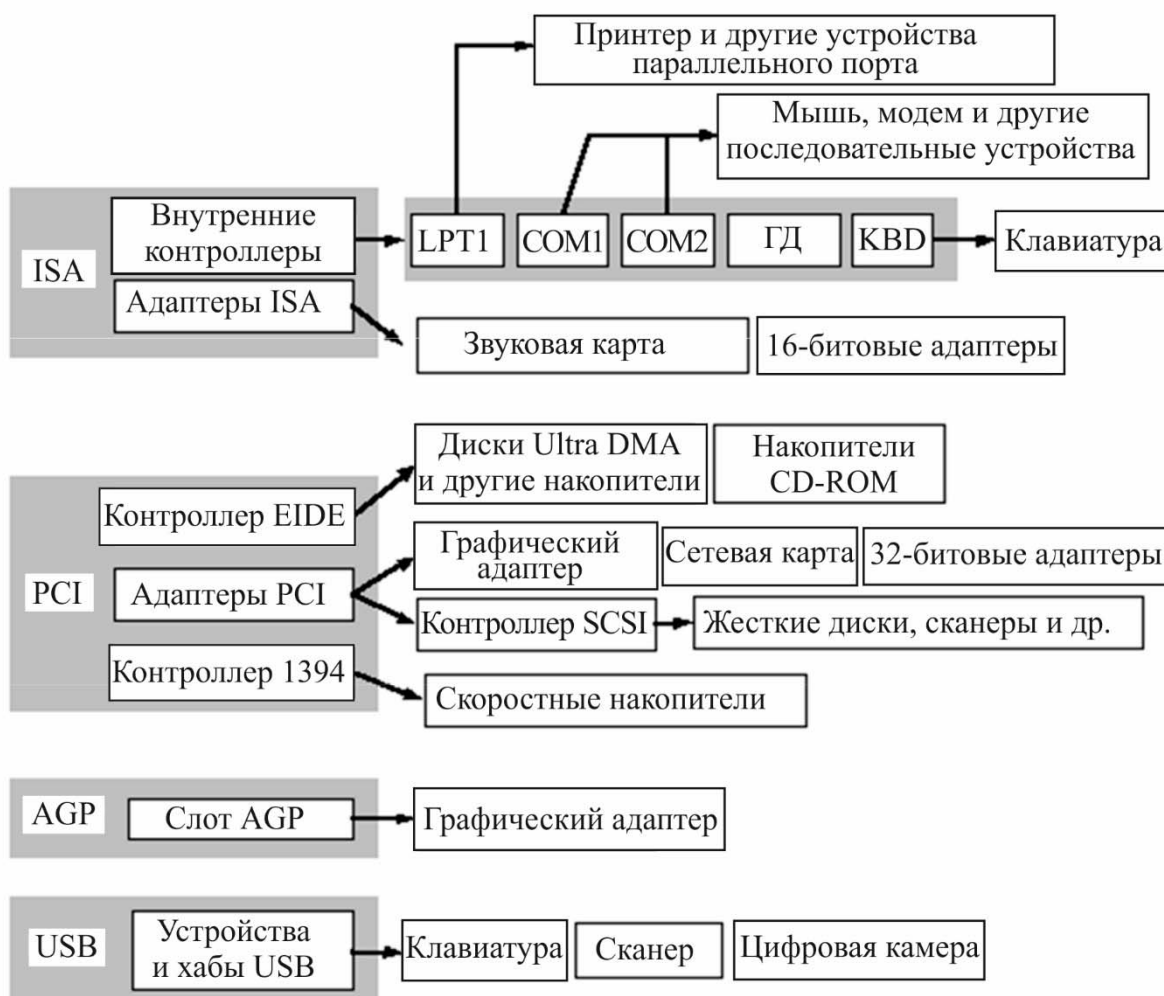 Принтер и другие устройства
параллельного порта
Мышь, модем и другие
последовательные устройства
ISA
Внутренние
контроллеры
LPT1
COM1
COM2
ГД
KBD
Клавиатура
Адаптеры ISA
Звуковая карта
16-битовые адаптеры
PCI
Контроллер EIDE
Диски Ultra DMA
и другие накопители
Накопители
CD-ROM
Адаптеры PCI
Графический
адаптер
Сетевая карта
32-битовые адаптеры
Контроллер SCSI
Жесткие диски, сканеры и др.
Контроллер 1394
Скоростные накопители
AGP
Слот AGP
Графический адаптер
USB
Устройства
и хабы USB
Клавиатура
Сканер
Цифровая камера